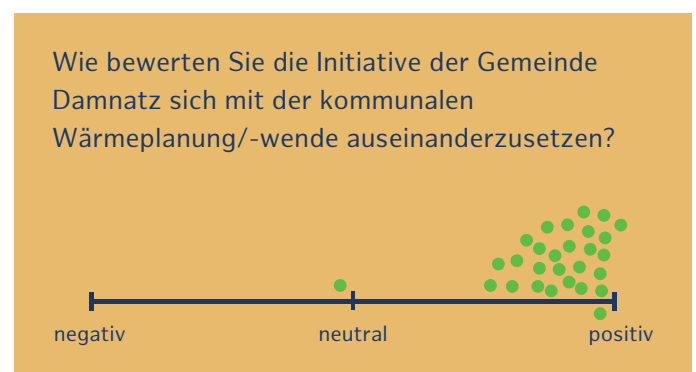 Wie bewerten Sie die Initiative der Gemeinde
Damnatz sich mit der kommunalen
Wärmeplanung/-wende auseinanderzusetzen?
negativ neutral positiv